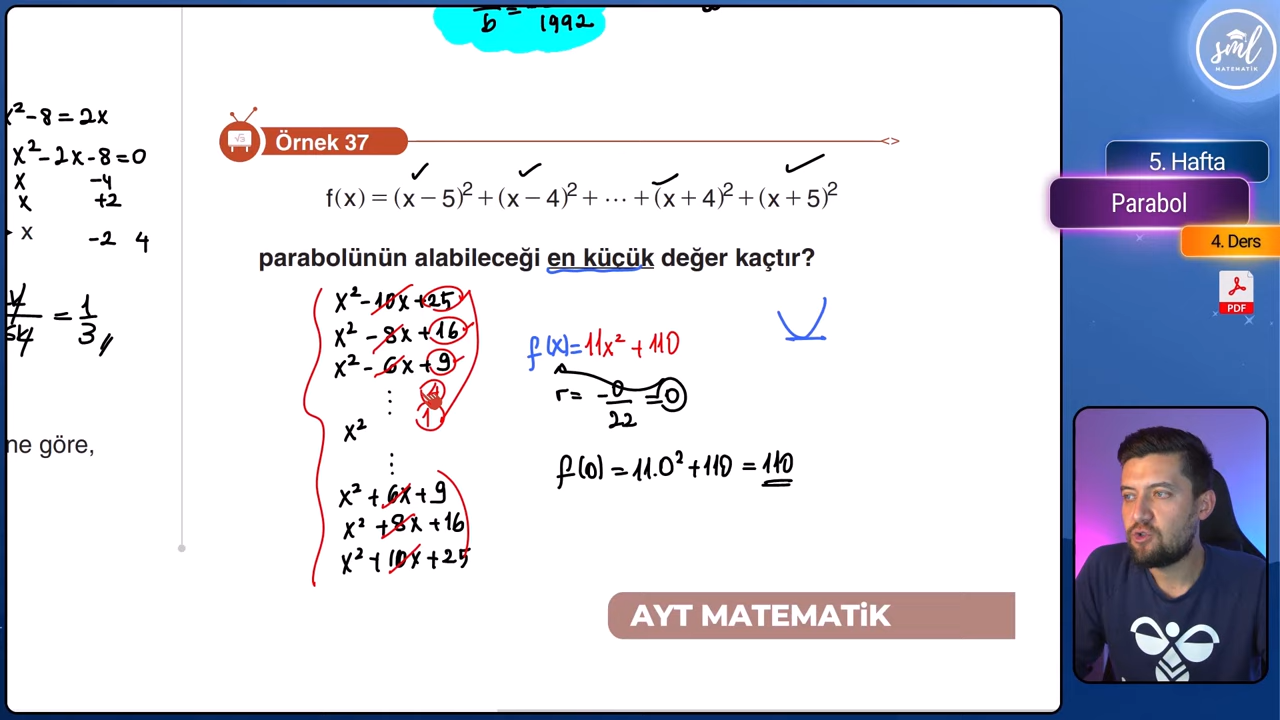 b
1992
sml
MATEMATİK
5. Hafta
Parabol
4. Ders
PDF
x²-8=2x
x²-2x-8=0
x -4
x +2
x -2 4
= 1/3
ne göre,
√3
Örnek 37
<>
f(x) = (x − 5)² + (x − 4)² + ⋯ + (x + 4)² + (x + 5)²
parabolünün alabileceği en küçük değer kaçtır?
x²-10x+25
x²-8x+16
x²-6x+9
⋮ 4
1
x²
⋮
x²+6x+9
x²+8x+16
x²+10x+25
f(x)=11x²+110
r= -0/22 =0
f(0)=11.0²+110=110
AYT MATEMATİK